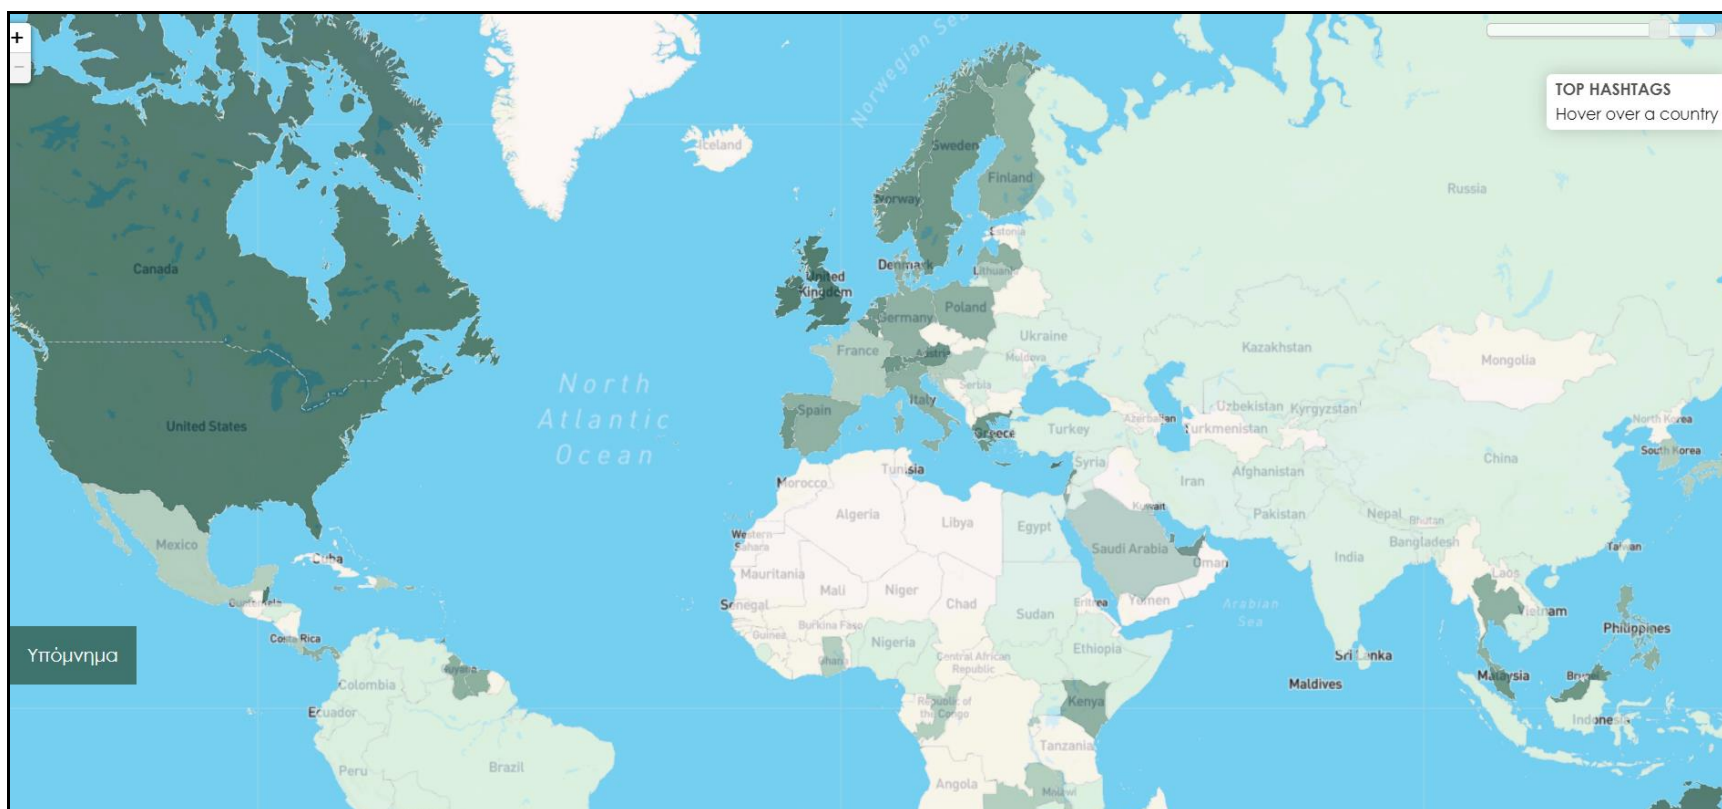 +
−
TOP HASHTAGS
Hover over a country
Υπόμνημα
Norwegian Sea
Iceland
Sweden
Finland
Norway
Russia
Estonia
Denmark
Lithuania
Canada
United
Kingdom
Germany
Poland
Ukraine
France
Austria
Moldova
Kazakhstan
Mongolia
Serbia
North
Atlantic
Ocean
Spain
Italy
Greece
Turkey
Azerbaijan
Uzbekistan
Kyrgyzstan
Turkmenistan
North Korea
South Korea
China
United States
Tunisia
Syria
Iran
Afghanistan
Morocco
Algeria
Libya
Egypt
Kuwait
Pakistan
Nepal
Bhutan
Bangladesh
Mexico
Cuba
Western
Sahara
Saudi Arabia
Oman
India
Taiwan
Laos
Mauritania
Mali
Niger
Chad
Sudan
Eritrea
Yemen
Arabian
Sea
Vietnam
Guatemala
Costa Rica
Senegal
Guinea
Burkina Faso
Ghana
Nigeria
Central African
Republic
Ethiopia
Sri Lanka
Philippines
Maldives
Malaysia
Brunei
Guyana
Colombia
Ecuador
Republic of
the Congo
Kenya
Indonesia
Tanzania
Peru
Brazil
Angola
Malawi